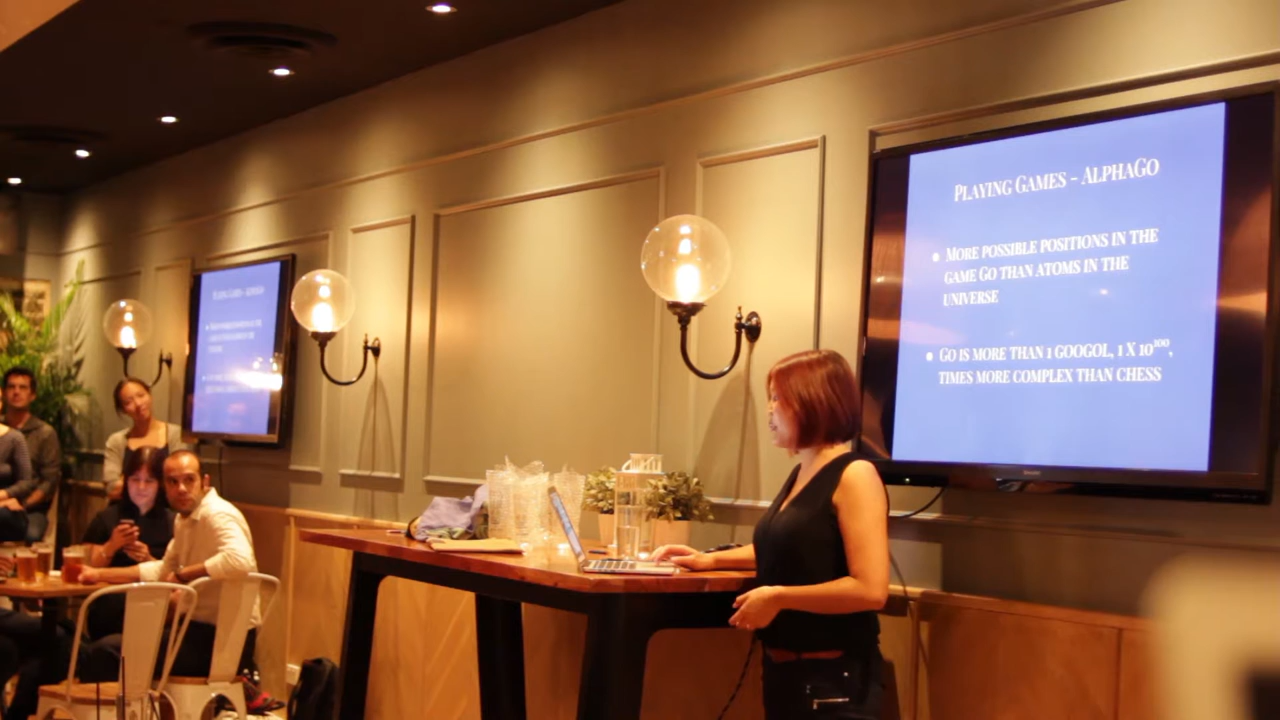 PLAYING GAMES - ALPHAGO
• MORE POSSIBLE POSITIONS IN THE
GAME GO THAN ATOMS IN THE
UNIVERSE
• GO IS MORE THAN 1 GOOGOL, 1 X 10¹⁰⁰,
TIMES MORE COMPLEX THAN CHESS